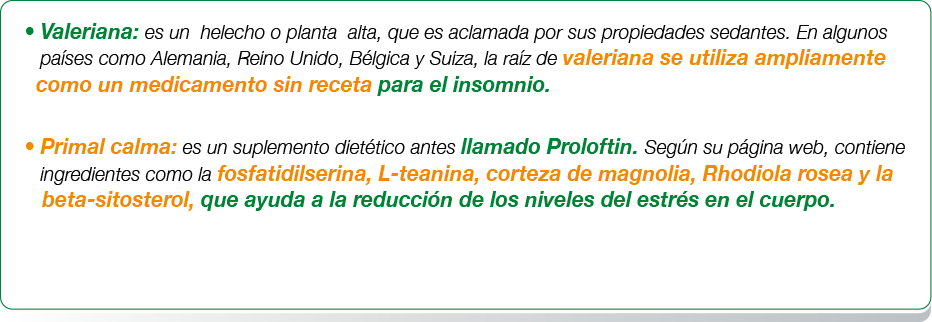 • Valeriana: es un helecho o planta alta, que es aclamada por sus propiedades sedantes. En algunos
países como Alemania, Reino Unido, Bélgica y Suiza, la raíz de valeriana se utiliza ampliamente
como un medicamento sin receta para el insomnio.
• Primal calma: es un suplemento dietético antes llamado Proloftin. Según su página web, contiene
ingredientes como la fosfatidilserina, L-teanina, corteza de magnolia, Rhodiola rosea y la
beta-sitosterol, que ayuda a la reducción de los niveles del estrés en el cuerpo.